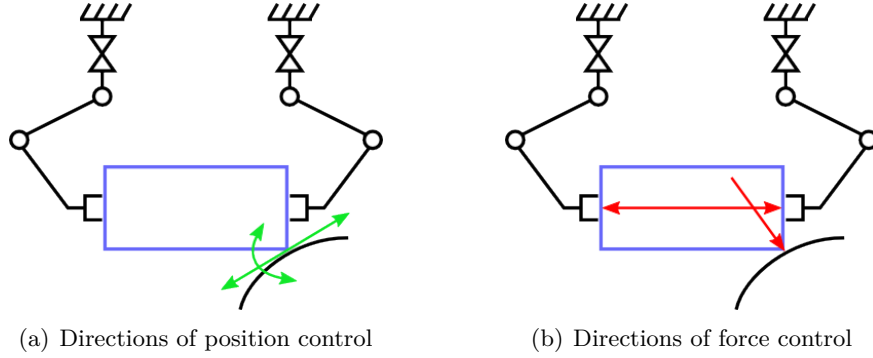 (a) Directions of position control
(b) Directions of force control